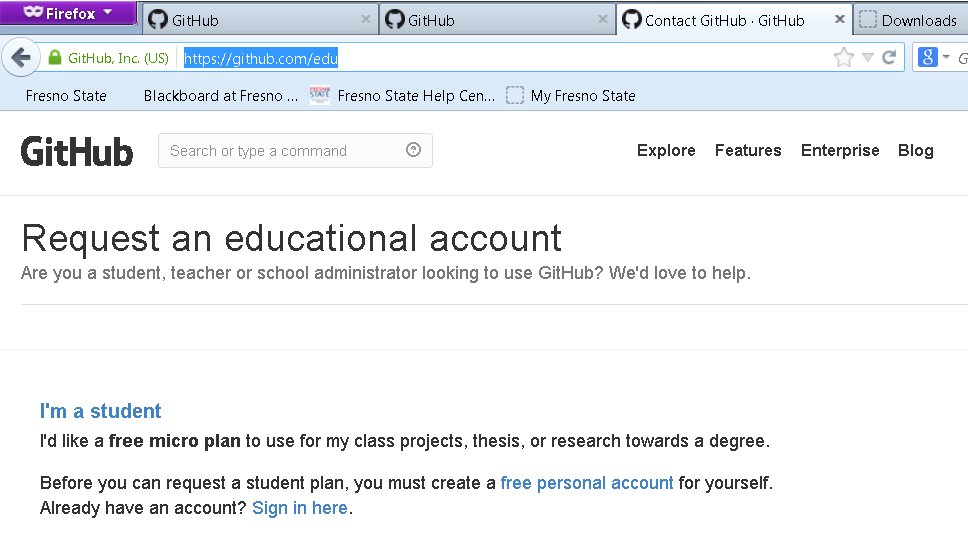 Firefox
GitHub × GitHub × Contact GitHub · GitHub × Downloads
GitHub, Inc. (US) https://github.com/edu 8 G
Fresno State Blackboard at Fresno ... STATE Fresno State Help Cen... My Fresno State
GitHub Search or type a command ? Explore Features Enterprise Blog
Request an educational account
Are you a student, teacher or school administrator looking to use GitHub? We'd love to help.
I'm a student
I'd like a free micro plan to use for my class projects, thesis, or research towards a degree.
Before you can request a student plan, you must create a free personal account for yourself.
Already have an account? Sign in here.